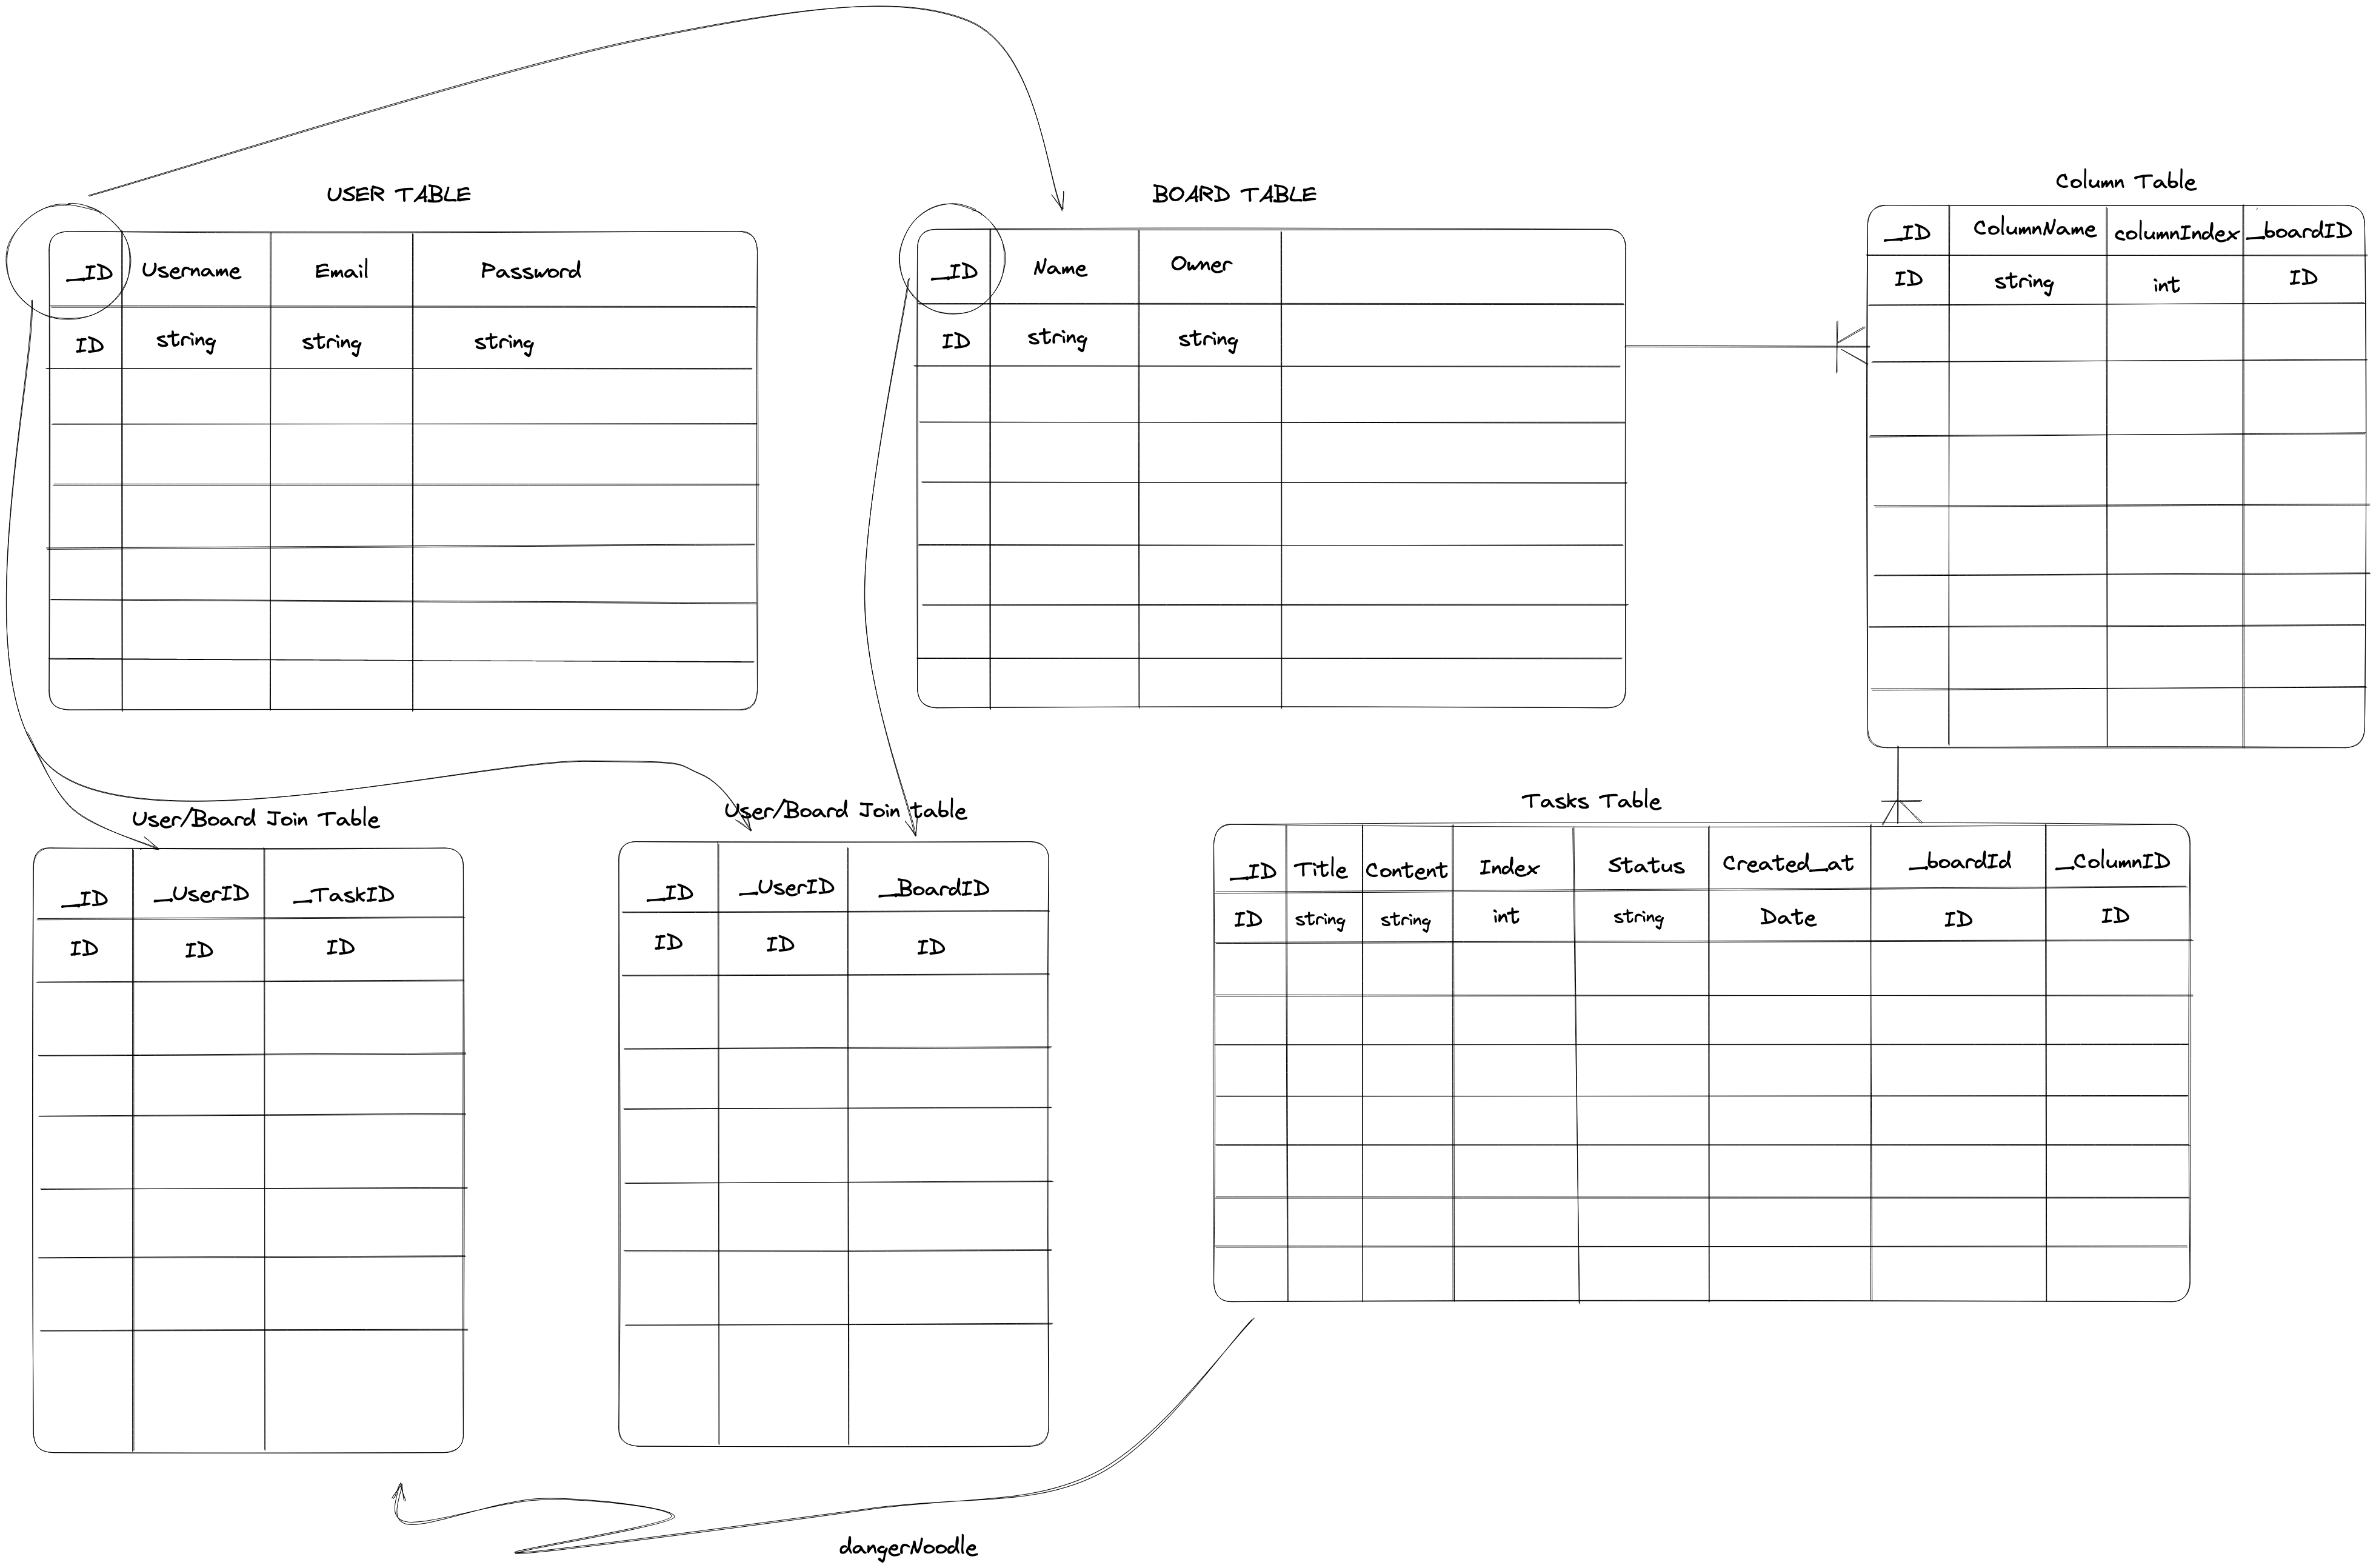 USER TABLE
_ID Username Email Password
ID string string string
BOARD TABLE
_ID Name Owner
ID string string
Column Table
_ID ColumnName columnIndex _boardID
ID string int ID
User/Board Join Table
_ID _UserID _TaskID
ID ID ID
User/Board Join table
_ID _UserID _BoardID
ID ID ID
Tasks Table
_ID Title Content Index Status Created_at _boardId _ColumnID
ID string string int string Date ID ID
dangerNoodle